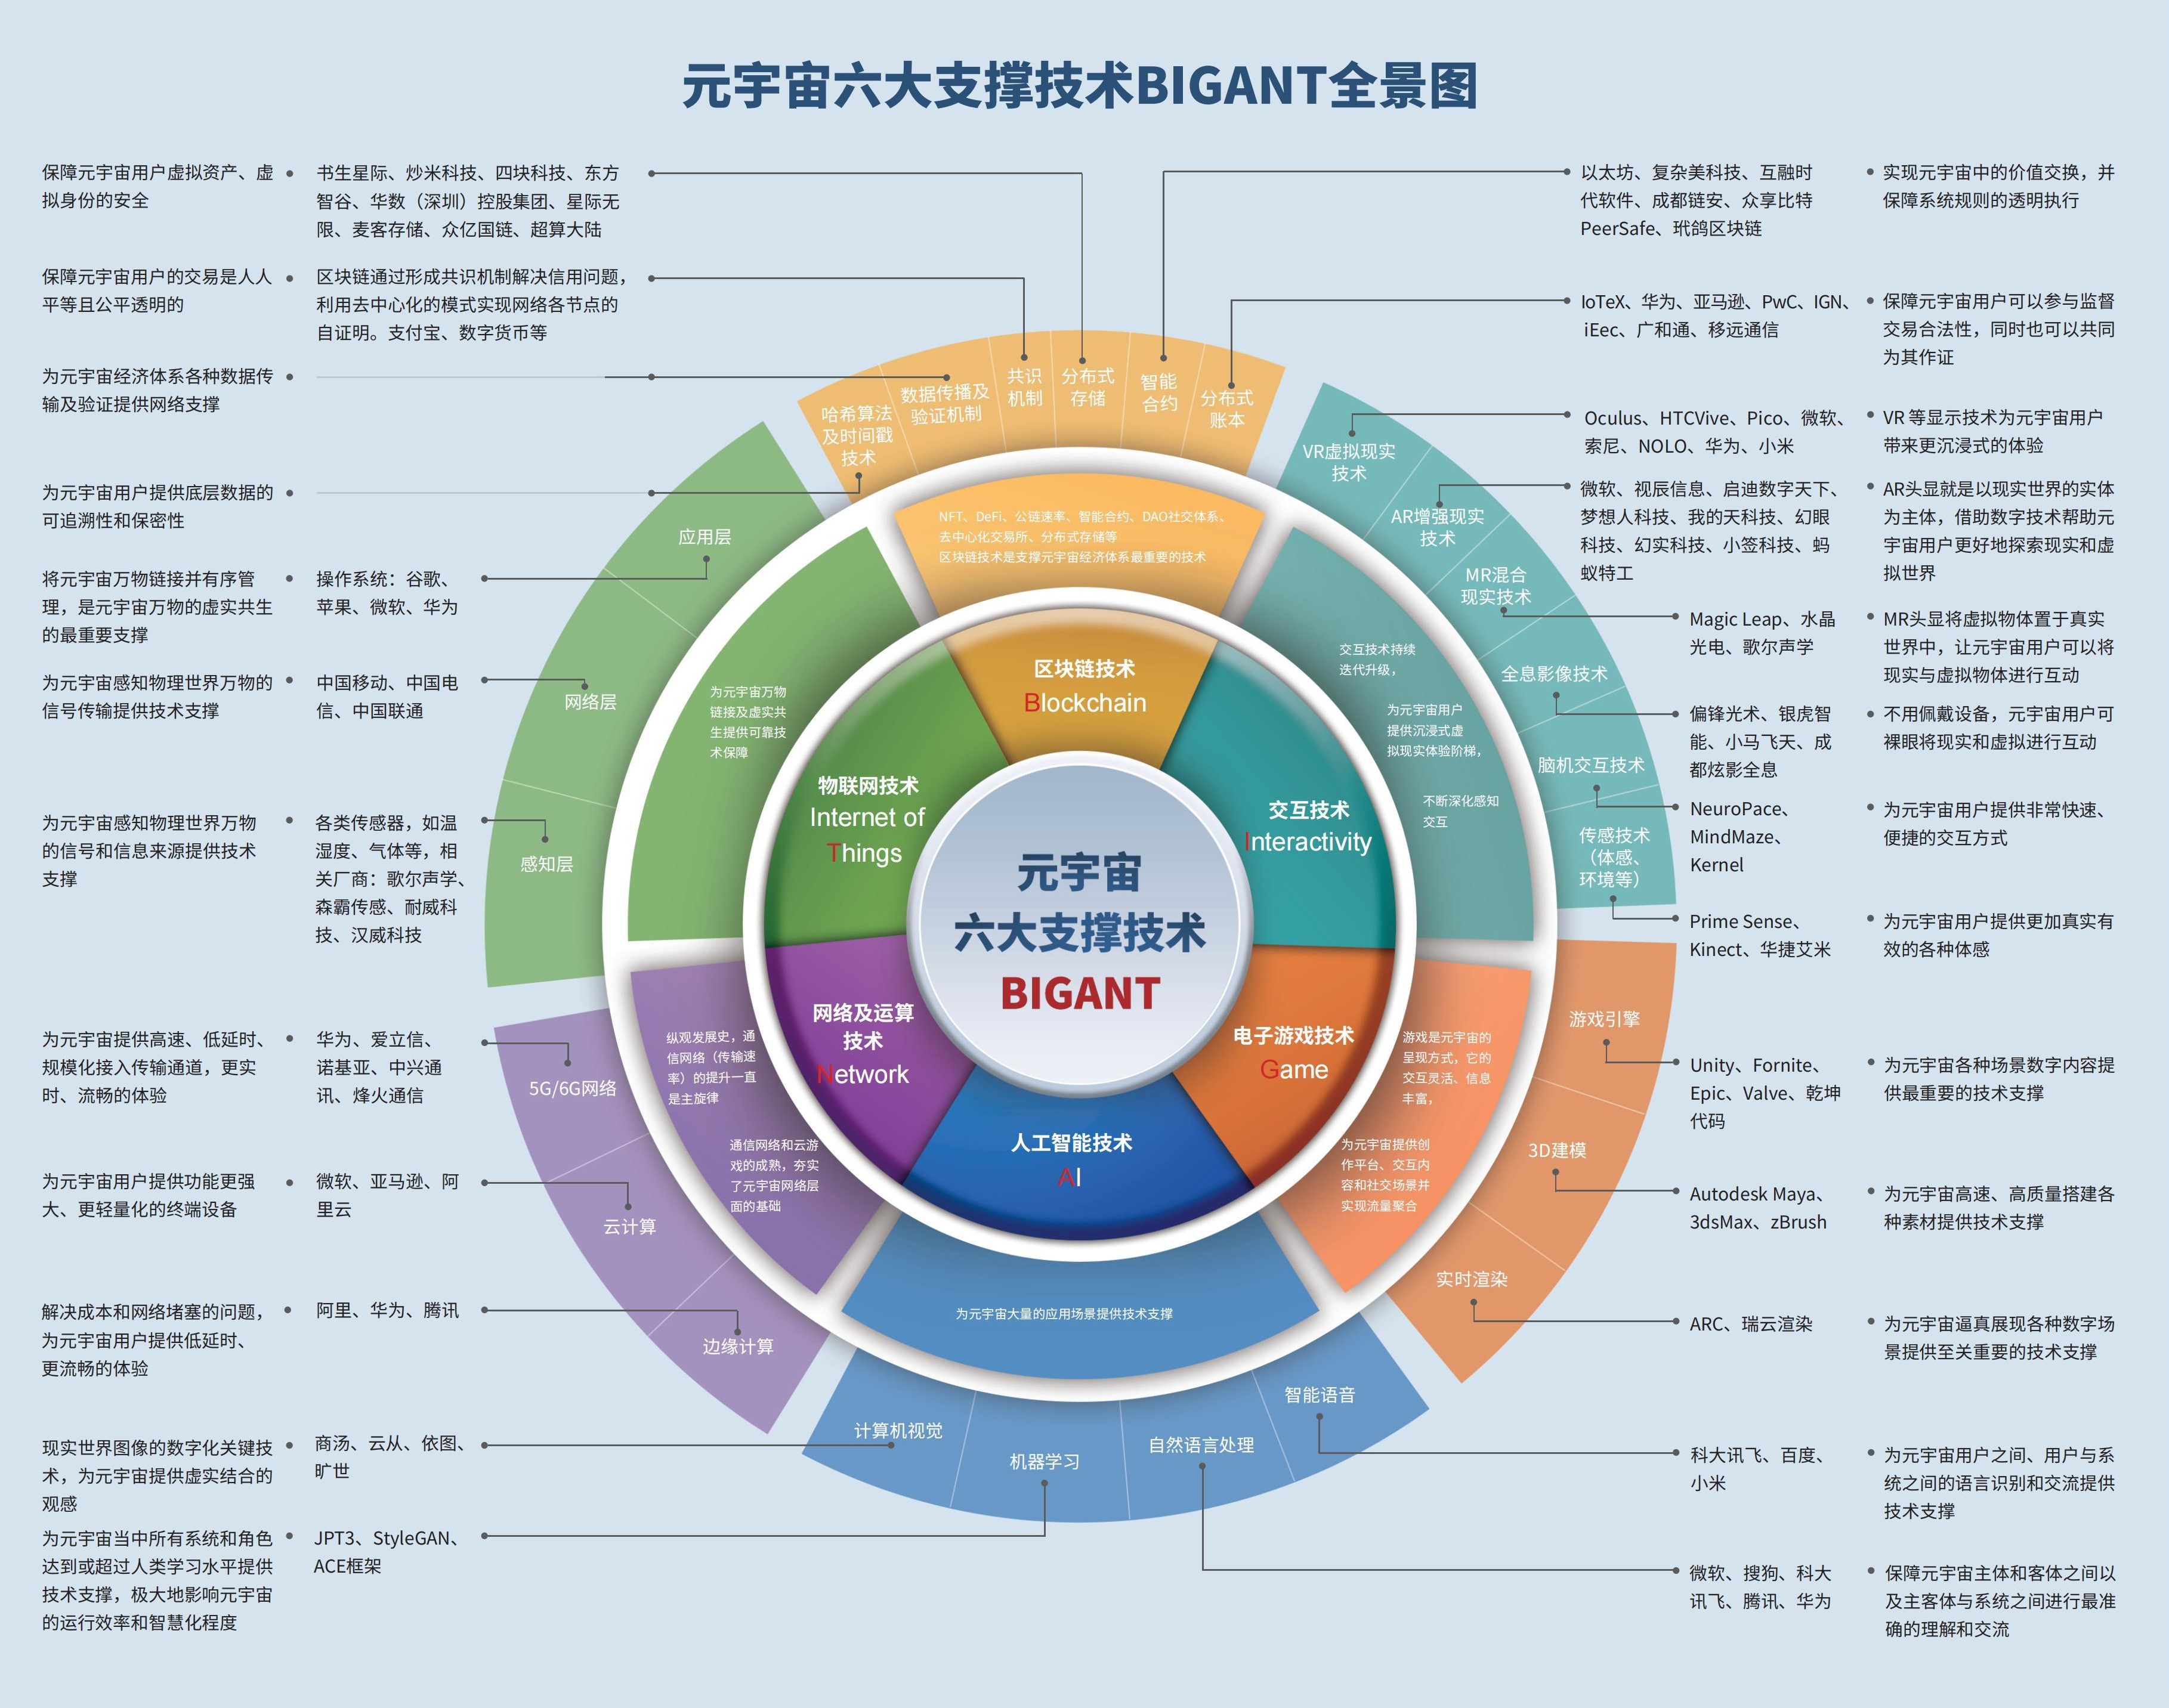 元宇宙六大支撑技术BIGANT全景图
保障元宇宙用户虚拟资产、虚
拟身份的安全
书生星际、炒米科技、四块科技、东方
智谷、华数（深圳）控股集团、星际无
限、麦客存储、众亿国链、超算大陆
保障元宇宙用户的交易是人人
平等且公平透明的
区块链通过形成共识机制解决信用问题，
利用去中心化的模式实现网络各节点的
自证明。支付宝、数字货币等
为元宇宙经济体系各种数据传
输及验证提供网络支撑
为元宇宙用户提供底层数据的
可追溯性和保密性
将元宇宙万物链接并有序管
理，是元宇宙万物的虚实共生
的最重要支撑
操作系统：谷歌、
苹果、微软、华为
为元宇宙感知物理世界万物的
信号传输提供技术支撑
中国移动、中国电
信、中国联通
为元宇宙感知物理世界万物
的信号和信息来源提供技术
支撑
各类传感器，如温
湿度、气体等，相
关厂商：歌尔声学、
森霸传感、耐威科
技、汉威科技
为元宇宙提供高速、低延时、
规模化接入传输通道，更实
时、流畅的体验
华为、爱立信、
诺基亚、中兴通
讯、烽火通信
为元宇宙用户提供功能更强
大、更轻量化的终端设备
微软、亚马逊、阿
里云
解决成本和网络堵塞的问题，
为元宇宙用户提供低延时、
更流畅的体验
阿里、华为、腾讯
现实世界图像的数字化关键技
术，为元宇宙提供虚实结合的
观感
商汤、云从、依图、
旷世
为元宇宙当中所有系统和角色
达到或超过人类学习水平提供
技术支撑，极大地影响元宇宙
的运行效率和智慧化程度
JPT3、StyleGAN、
ACE框架
哈希算法
及时间戳
技术
数据传播及
验证机制
共识
机制
分布式
存储
智能
合约
分布式
账本
NFT、DeFi、公链速率、智能合约、DAO社交体系、
去中心化交易所、分布式存储等
区块链技术是支撑元宇宙经济体系最重要的技术
区块链技术
Blockchain
应用层
网络层
感知层
为元宇宙万物
链接及虚实共
生提供可靠技
术保障
物联网技术
Internet of
Things
VR虚拟现实
技术
AR增强现实
技术
MR混合
现实技术
全息影像技术
脑机交互技术
传感技术
（体感、
环境等）
交互技术持续
迭代升级，
为元宇宙用户
提供沉浸式虚
拟现实体验阶梯，
不断深化感知
交互
交互技术
Interactivity
元宇宙
六大支撑技术
BIGANT
网络及运算
技术
Network
纵观发展史，通
信网络（传输速
率）的提升一直
是主旋律
通信网络和云游
戏的成熟，夯实
了元宇宙网络层
面的基础
5G/6G网络
云计算
边缘计算
电子游戏技术
Game
游戏是元宇宙的
呈现方式，它的
交互灵活、信息
丰富，
为元宇宙提供创
作平台、交互内
容和社交场景并
实现流量聚合
游戏引擎
3D建模
实时渲染
人工智能技术
AI
为元宇宙大量的应用场景提供技术支撑
计算机视觉
机器学习
自然语言处理
智能语音
以太坊、复杂美科技、互融时
代软件、成都链安、众享比特
PeerSafe、玳鸽区块链
实现元宇宙中的价值交换，并
保障系统规则的透明执行
IoTeX、华为、亚马逊、PwC、IGN、
iEec、广和通、移远通信
保障元宇宙用户可以参与监督
交易合法性，同时也可以共同
为其作证
Oculus、HTCVive、Pico、微软、
索尼、NOLO、华为、小米
VR 等显示技术为元宇宙用户
带来更沉浸式的体验
微软、视辰信息、启迪数字天下、
梦想人科技、我的天科技、幻眼
科技、幻实科技、小签科技、蚂
蚁特工
AR头显就是以现实世界的实体
为主体，借助数字技术帮助元
宇宙用户更好地探索现实和虚
拟世界
Magic Leap、水晶
光电、歌尔声学
MR头显将虚拟物体置于真实
世界中，让元宇宙用户可以将
现实与虚拟物体进行互动
偏锋光术、银虎智
能、小马飞天、成
都炫影全息
不用佩戴设备，元宇宙用户可
裸眼将现实和虚拟进行互动
NeuroPace、
MindMaze、
Kernel
为元宇宙用户提供非常快速、
便捷的交互方式
Prime Sense、
Kinect、华捷艾米
为元宇宙用户提供更加真实有
效的各种体感
Unity、Fornite、
Epic、Valve、乾坤
代码
为元宇宙各种场景数字内容提
供最重要的技术支撑
Autodesk Maya、
3dsMax、zBrush
为元宇宙高速、高质量搭建各
种素材提供技术支撑
ARC、瑞云渲染
为元宇宙逼真展现各种数字场
景提供至关重要的技术支撑
科大讯飞、百度、
小米
为元宇宙用户之间、用户与系
统之间的语言识别和交流提供
技术支撑
微软、搜狗、科大
讯飞、腾讯、华为
保障元宇宙主体和客体之间以
及主客体与系统之间进行最准
确的理解和交流